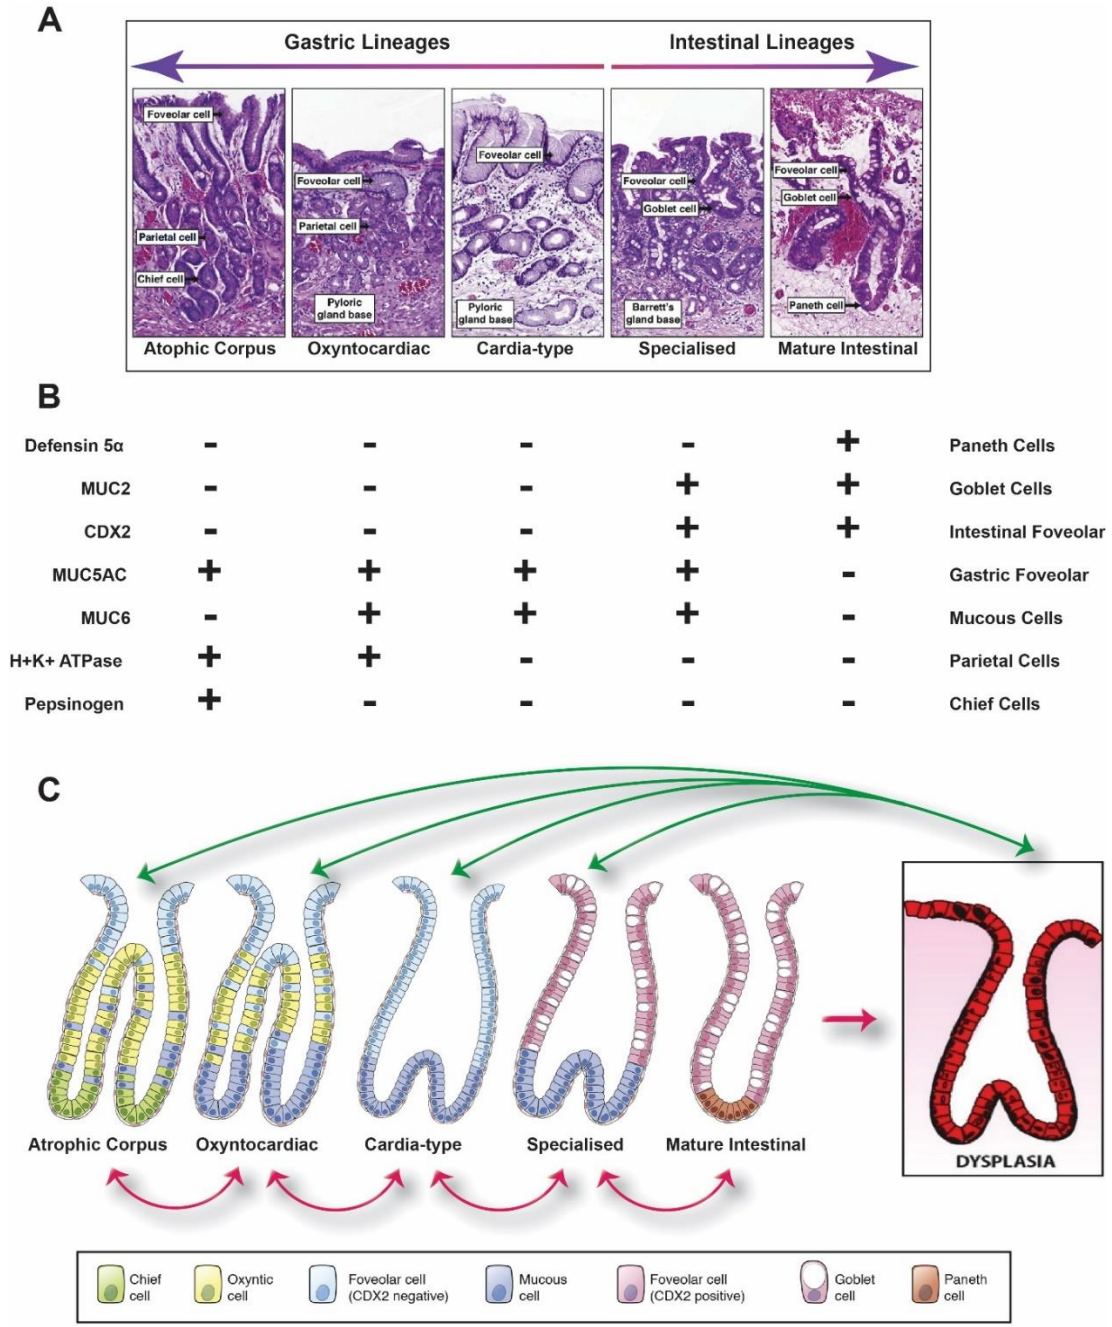 A
Gastric Lineages Intestinal Lineages
Foveolar cell
Parietal cell
Chief cell
Foveolar cell
Parietal cell
Pyloric
gland base
Foveolar cell
Pyloric
gland base
Foveolar cell
Goblet cell
Barrett's
gland base
Foveolar cell
Goblet cell
Paneth cell
Atophic Corpus Oxyntocardiac Cardia-type Specialised Mature Intestinal
B
Defensin 5α - - - - + Paneth Cells
MUC2 - - - + + Goblet Cells
CDX2 - - - + + Intestinal Foveolar
MUC5AC + + + + - Gastric Foveolar
MUC6 - + + + - Mucous Cells
H+K+ ATPase + + - - - Parietal Cells
Pepsinogen + - - - - Chief Cells
C
Atrophic Corpus Oxyntocardiac Cardia-type Specialised Mature Intestinal
DYSPLASIA
Chief
cell
Oxyntic
cell
Foveolar cell
(CDX2 negative)
Mucous
cell
Foveolar cell
(CDX2 positive)
Goblet
cell
Paneth
cell